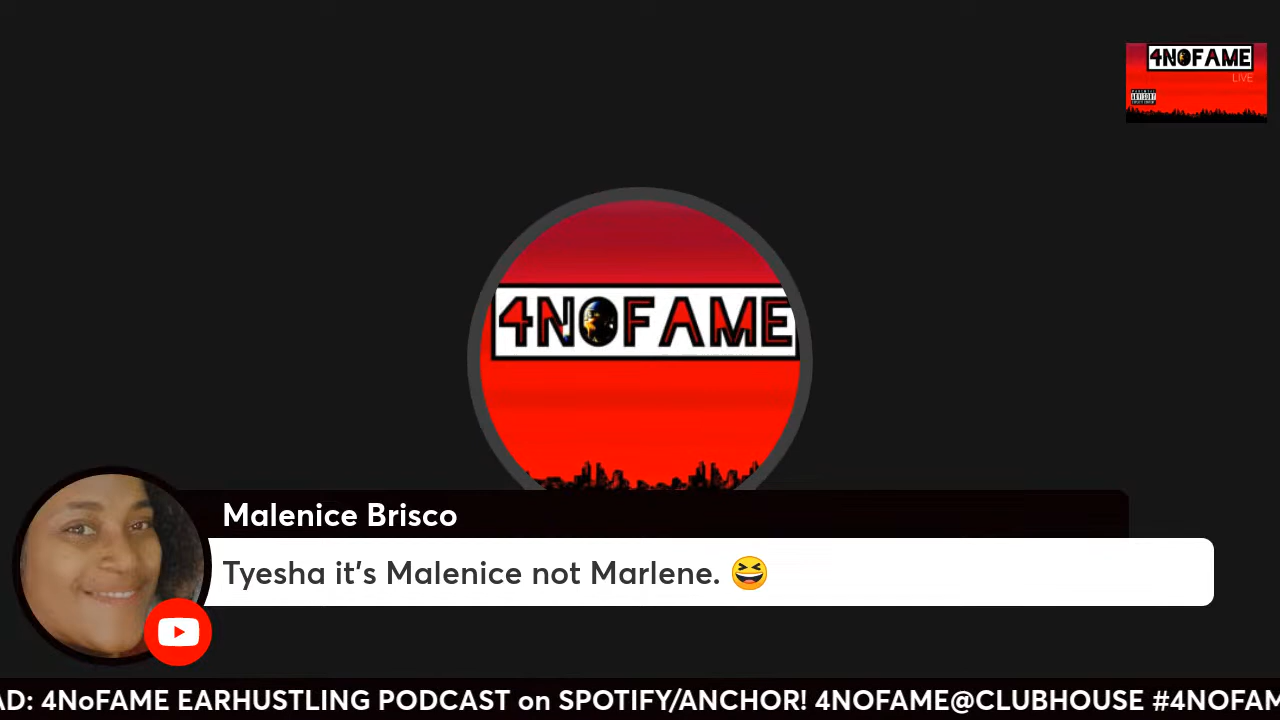 4NOFAME
LIVE
4NOFAME
Malenice Brisco
Tyesha it's Malenice not Marlene. 😆
AD: 4NoFAME EARHUSTLING PODCAST on SPOTIFY/ANCHOR! 4NOFAME@CLUBHOUSE #4NOFAM